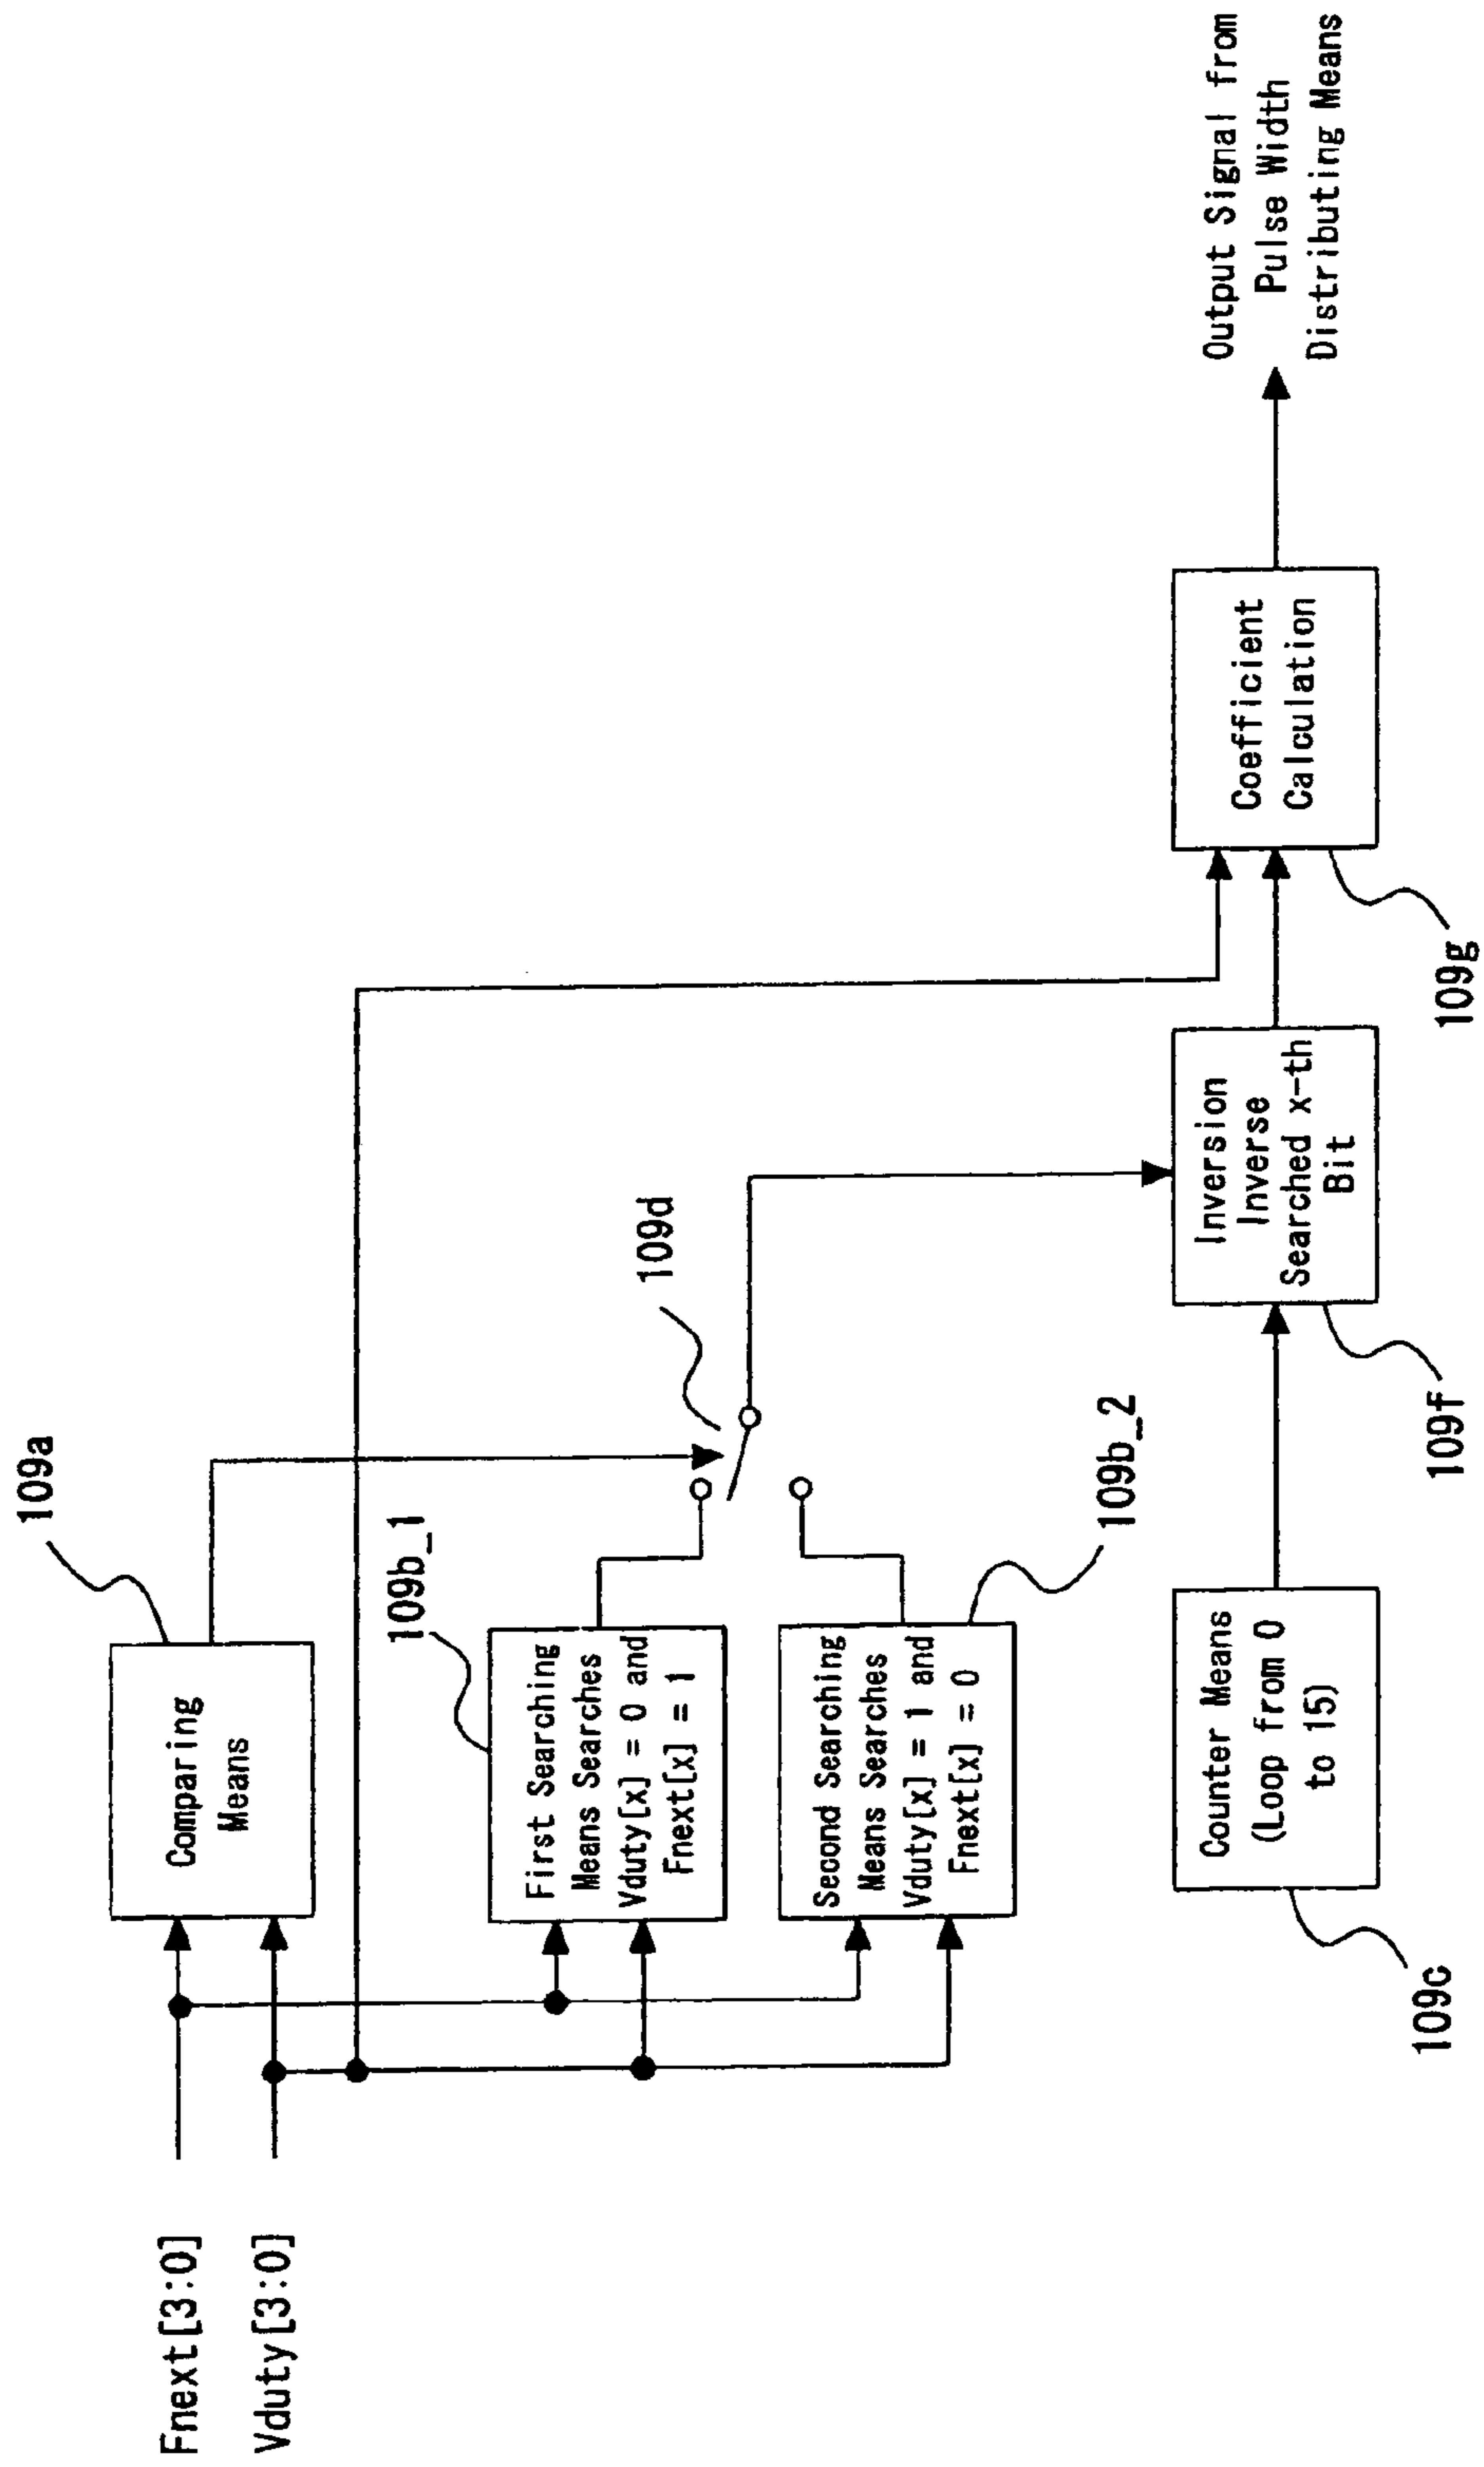 Fnext[3:0]
Vduty[3:0]
109a
Comparing
Means
109b_1
First Searching
Means Searches
Vduty[x] = 0 and
Fnext[x] = 1
109d
Second Searching
Means Searches
Vduty[x] = 1 and
Fnext[x] = 0
109b_2
Counter Means
(Loop from 0
to 15)
109c
Inversion
Inverse
Searched x-th
Bit
109f
Coefficient
Calculation
109g
Output Signal from
Pulse Width
Distributing Means